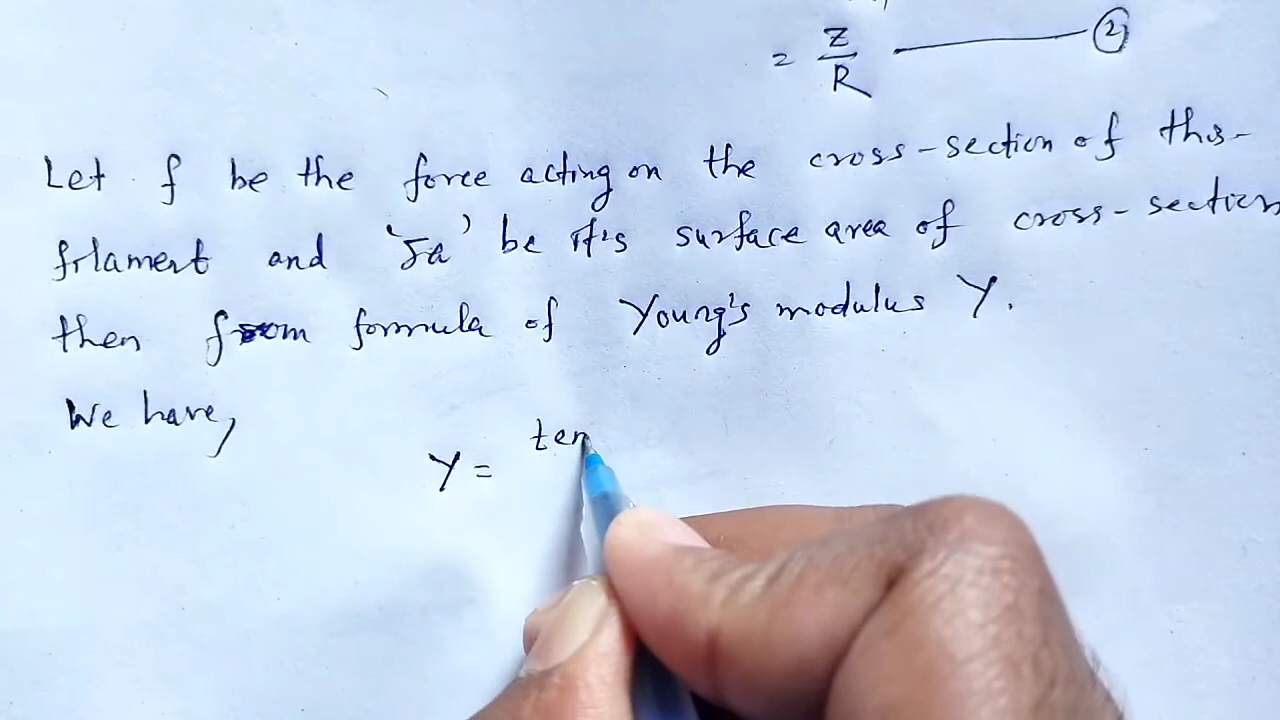 = Z/R ——— ②
Let f be the force acting on the cross-section of this-
filament and 'δa' be it's surface area of cross-section
then from formula of Young's modulus Y.
We have,
Y = ten